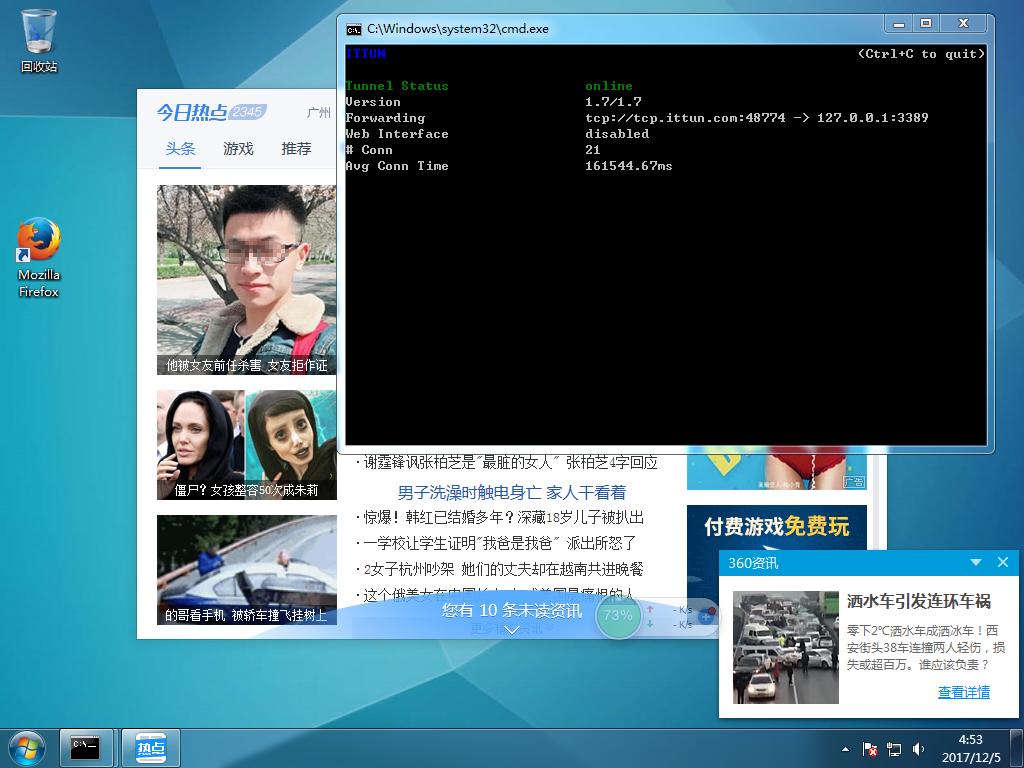 回收站
Mozilla
Firefox
C:\Windows\system32\cmd.exe
ITTUN (Ctrl+C to quit)
Tunnel Status online
Version 1.7/1.7
Forwarding tcp://tcp.ittun.com:48774 -> 127.0.0.1:3389
Web Interface disabled
# Conn 21
Avg Conn Time 161544.67ms
今日热点 2345 广州
头条 游戏 推荐
他被女友前任杀害 女友拒作证
僵尸? 女孩整容50次成朱莉
的哥看手机 被轿车撞飞挂树上
·谢霆锋讽张柏芝是"最脏的女人" 张柏芝4字回应
男子洗澡时触电身亡 家人干看着
·惊爆! 韩红已结婚多年? 深藏18岁儿子被扒出
·一学校让学生证明"我爸是我爸" 派出所怒了
·2女子杭州吵架 她们的丈夫却在越南共进晚餐
·这个俄美女在中国
您有 10 条未读资讯
73%
- K/s
- K/s
广告
付费游戏免费玩
360资讯
洒水车引发连环车祸
零下2℃洒水车成洒冰车！西
安街头38车连撞两人轻伤，损
失或超百万。谁应该负责？
查看详情
C:\
热点
4:53
2017/12/5